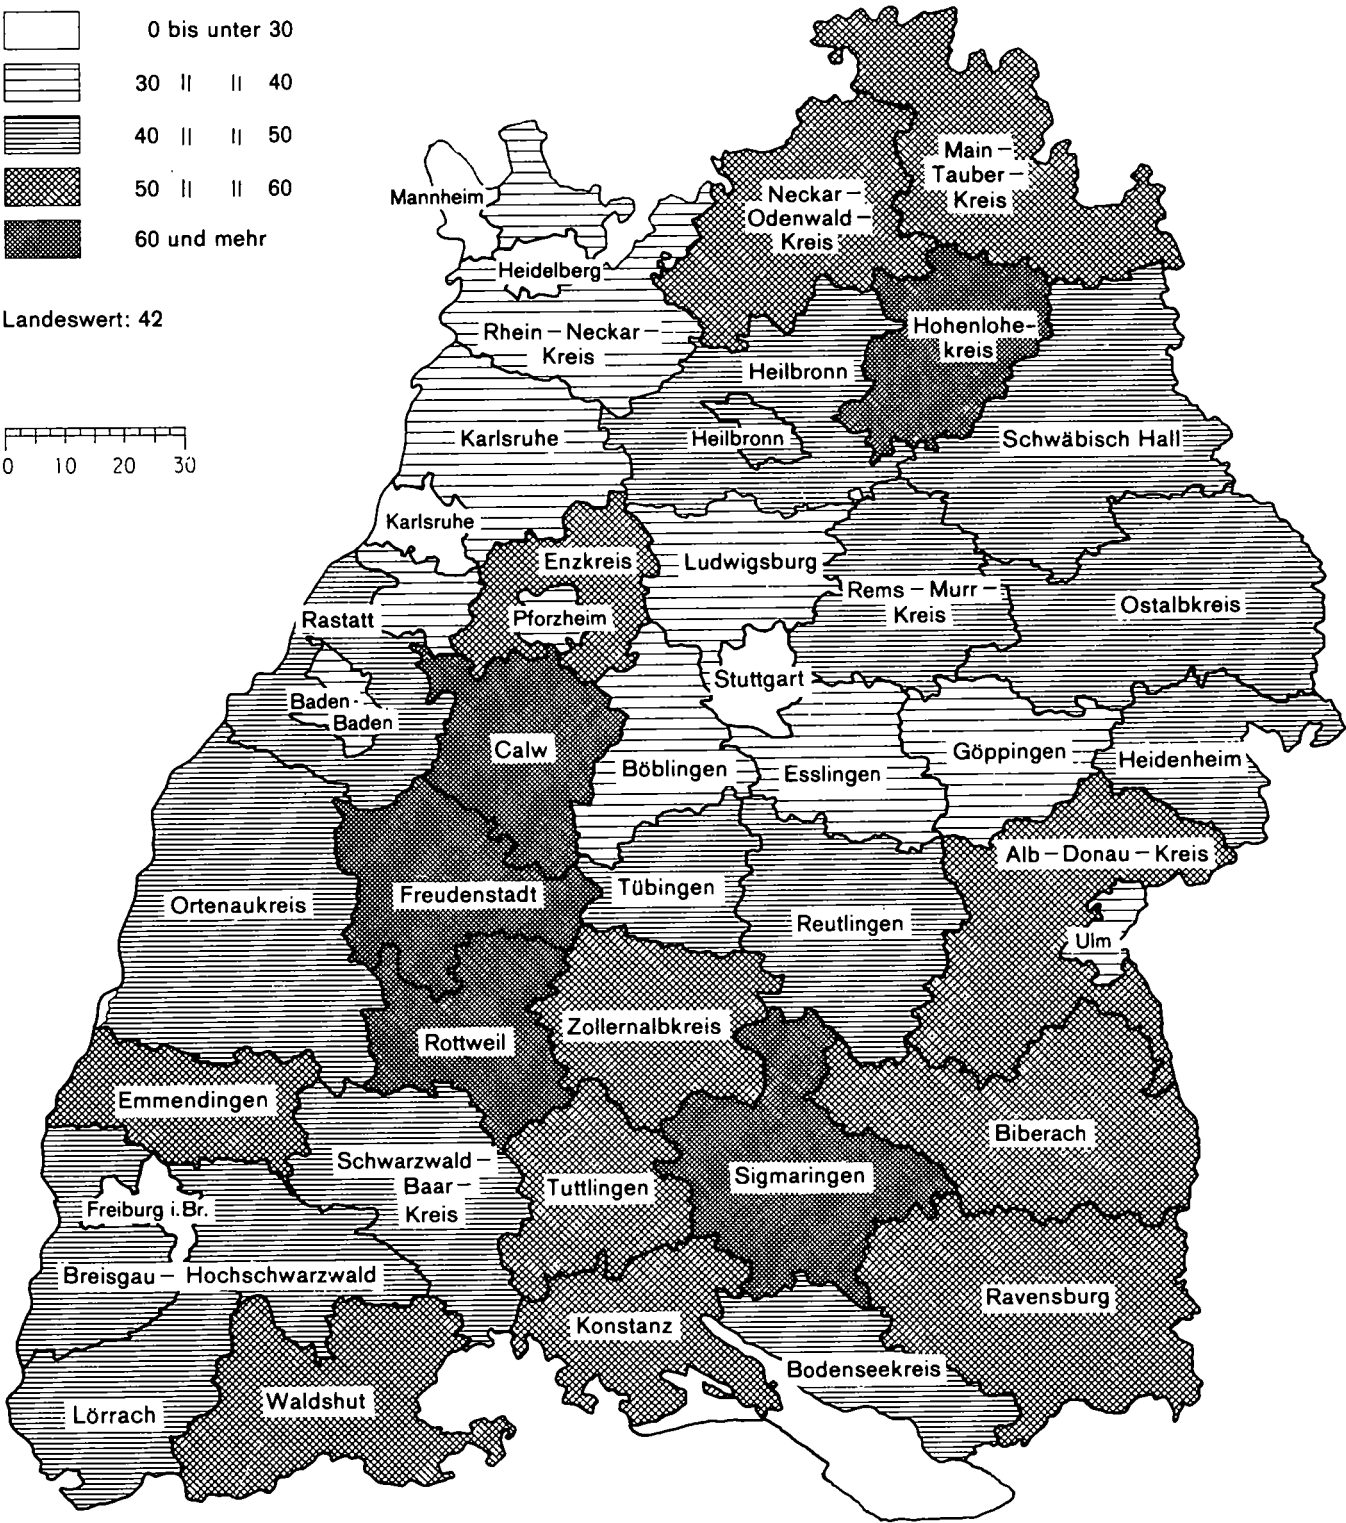 0 bis unter 30
30 " " 40
40 " " 50
50 " " 60
60 und mehr
Landeswert: 42
0 10 20 30
Main –
Tauber –
Kreis
Neckar –
Odenwald –
Kreis
Mannheim
Heidelberg
Rhein – Neckar –
Kreis
Hohenlohe-
kreis
Heilbronn
Karlsruhe
Heilbronn
Schwäbisch Hall
Karlsruhe
Enzkreis
Ludwigsburg
Rems – Murr –
Kreis
Ostalbkreis
Rastatt
Pforzheim
Stuttgart
Baden-
Baden
Calw
Böblingen
Esslingen
Göppingen
Heidenheim
Alb – Donau – Kreis
Ortenaukreis
Freudenstadt
Tübingen
Reutlingen
Ulm
Rottweil
Zollernalbkreis
Emmendingen
Biberach
Schwarzwald –
Baar –
Kreis
Tuttlingen
Sigmaringen
Freiburg i.Br.
Breisgau – Hochschwarzwald
Ravensburg
Konstanz
Bodenseekreis
Waldshut
Lörrach